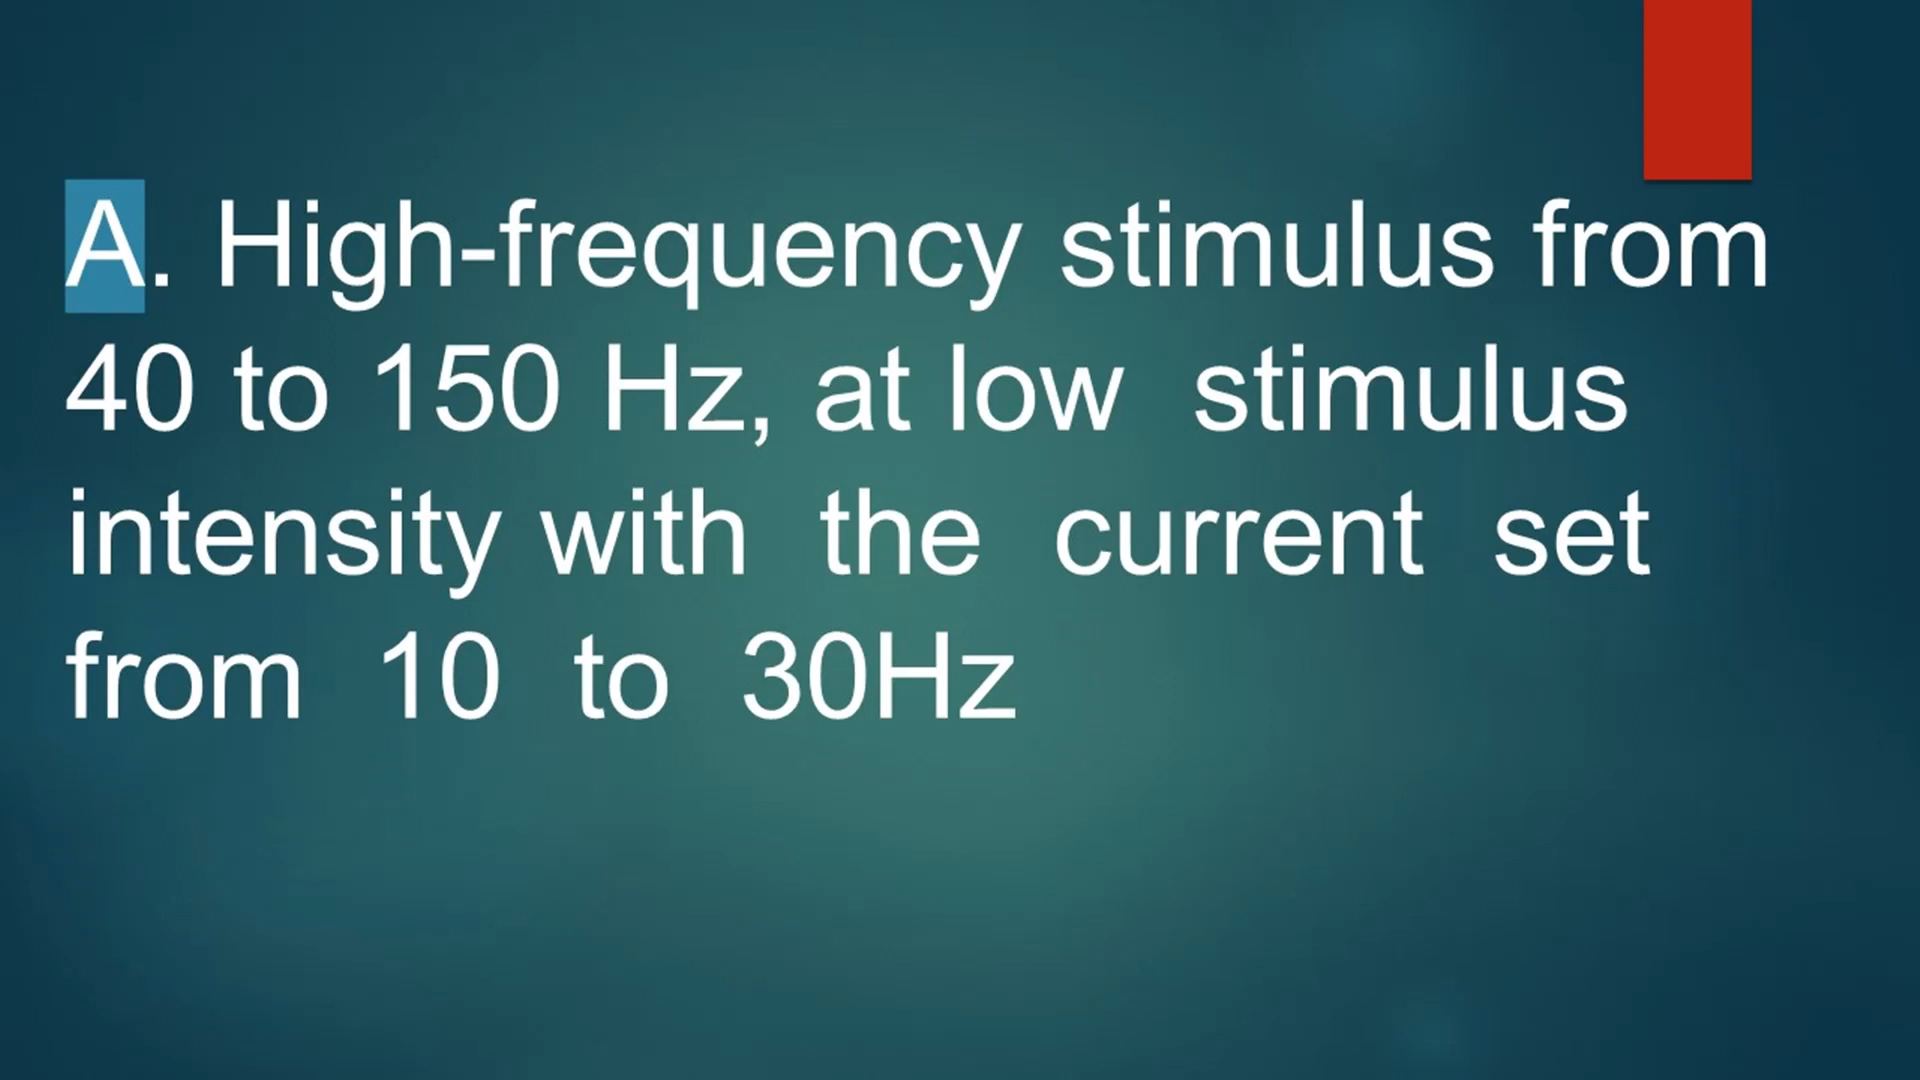 A. High-frequency stimulus from
40 to 150 Hz, at low stimulus
intensity with the current set
from 10 to 30Hz